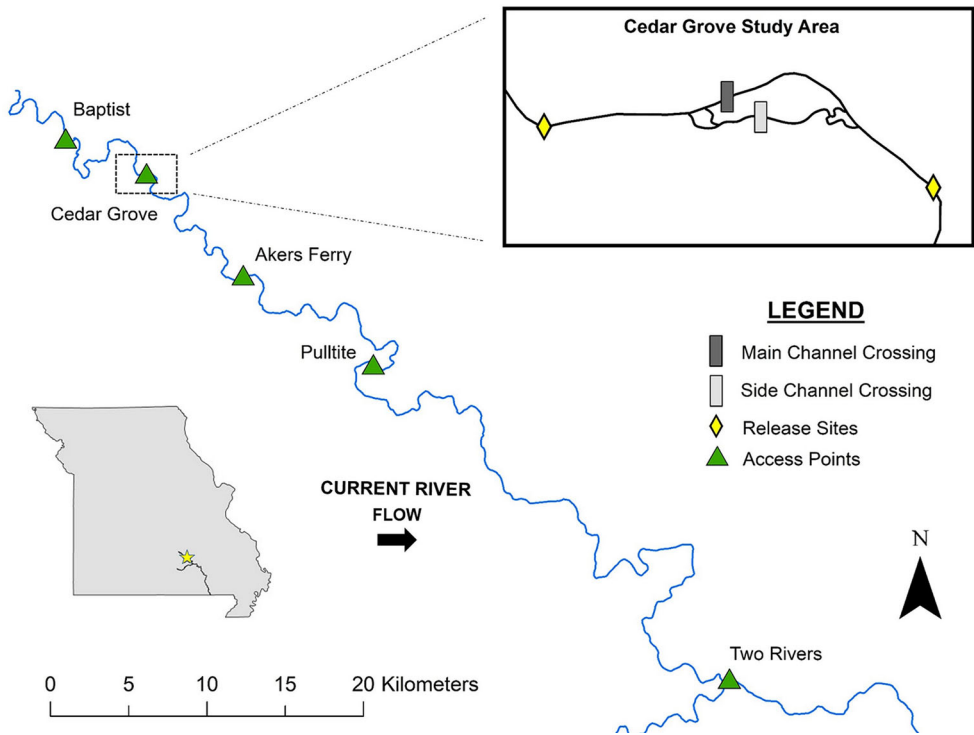 Cedar Grove Study Area
Baptist
Cedar Grove
Akers Ferry
Pulltite
LEGEND
Main Channel Crossing
Side Channel Crossing
Release Sites
Access Points
CURRENT RIVER
FLOW
N
Two Rivers
0 5 10 15 20 Kilometers